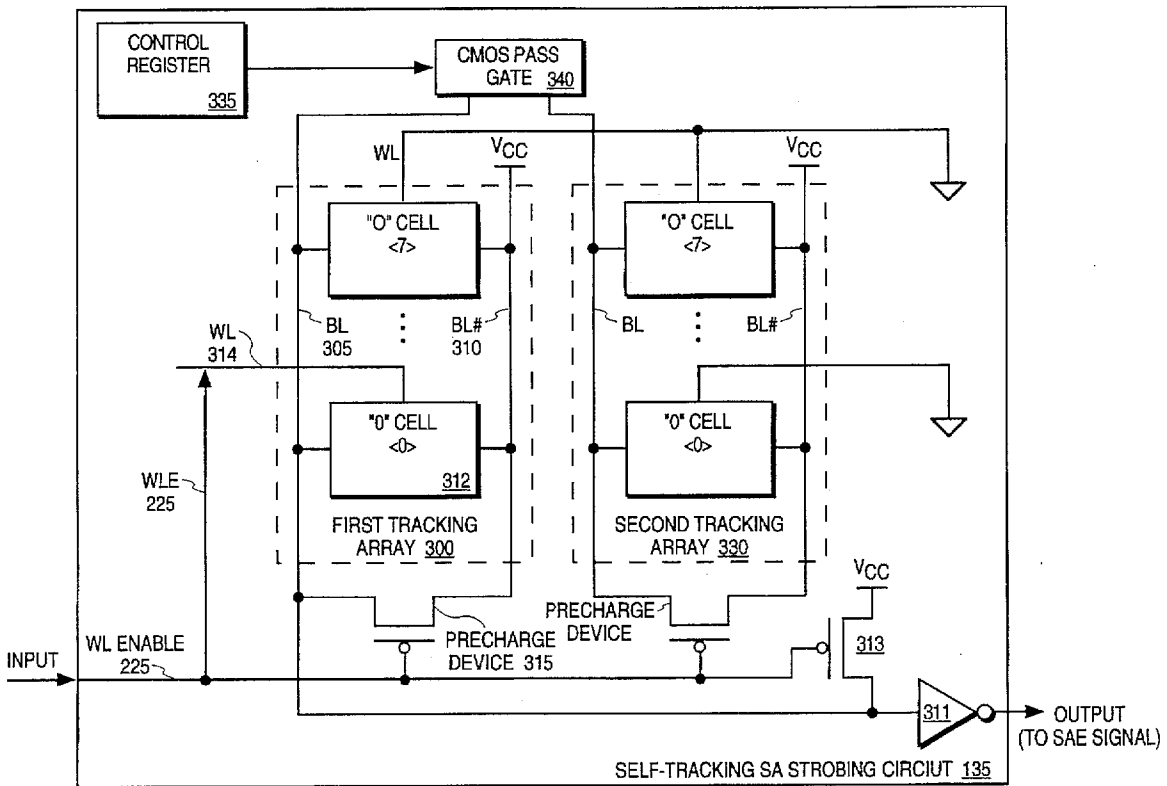 CONTROL
REGISTER
335
CMOS PASS
GATE 340
WL
VCC
VCC
"O" CELL
<7>
"O" CELL
<7>
BL
305
BL#
310
BL
BL#
WL
314
"0" CELL
<0>
312
"0" CELL
<0>
WLE
225
FIRST TRACKING
ARRAY 300
SECOND TRACKING
ARRAY 330
VCC
PRECHARGE
DEVICE
PRECHARGE
DEVICE 315
313
INPUT
WL ENABLE
225
311
OUTPUT
(TO SAE SIGNAL)
SELF-TRACKING SA STROBING CIRCIUT 135